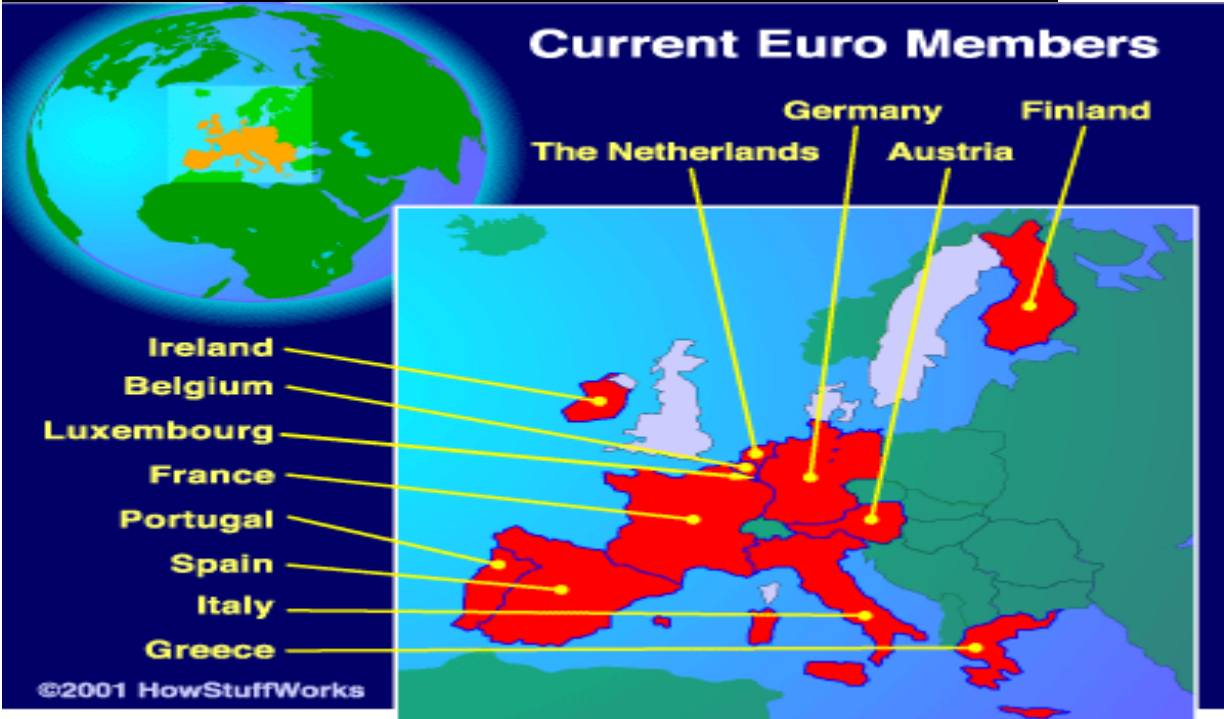 Current Euro Members
Germany
Finland
The Netherlands
Austria
Ireland
Belgium
Luxembourg
France
Portugal
Spain
Italy
Greece
©2001 HowStuffWorks